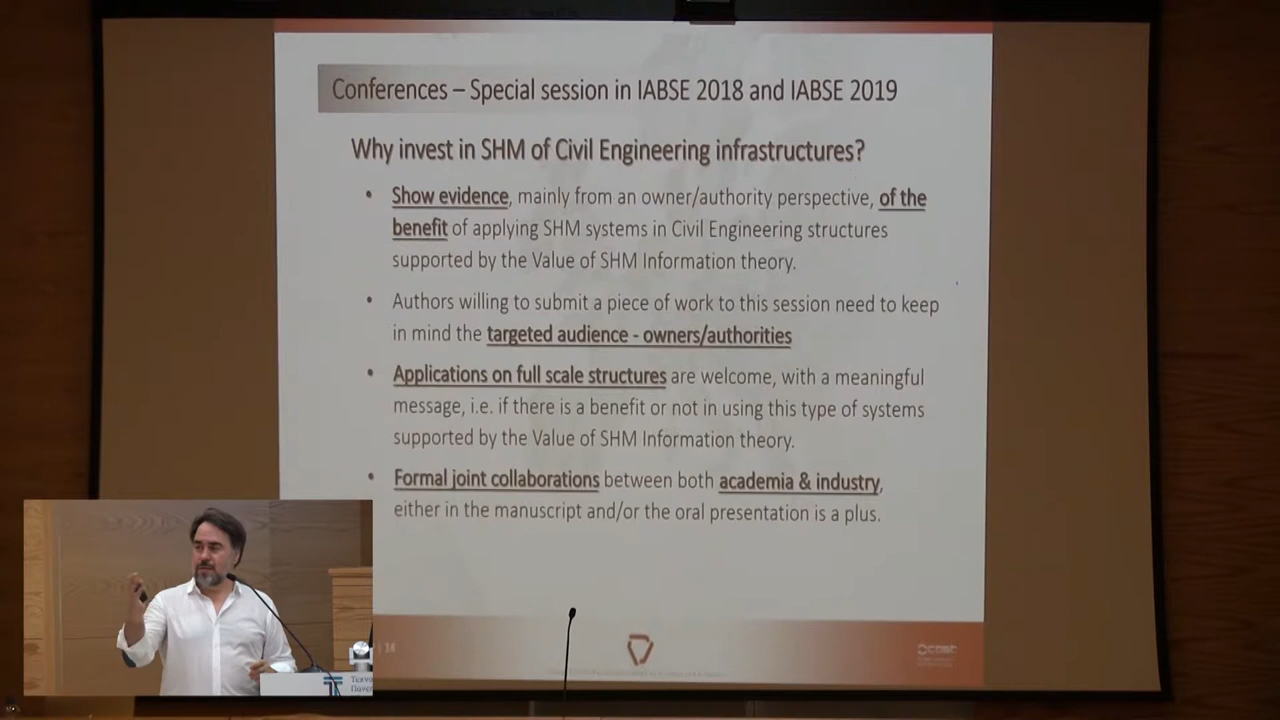 Conferences – Special session in IABSE 2018 and IABSE 2019
Why invest in SHM of Civil Engineering infrastructures?
• Show evidence, mainly from an owner/authority perspective, of the
benefit of applying SHM systems in Civil Engineering structures
supported by the Value of SHM Information theory.
• Authors willing to submit a piece of work to this session need to keep
in mind the targeted audience - owners/authorities
• Applications on full scale structures are welcome, with a meaningful
message, i.e. if there is a benefit or not in using this type of systems
supported by the Value of SHM Information theory.
• Formal joint collaborations between both academia & industry,
either in the manuscript and/or the oral presentation is a plus.
| 14
cost
Τεχνο
Πανεπ